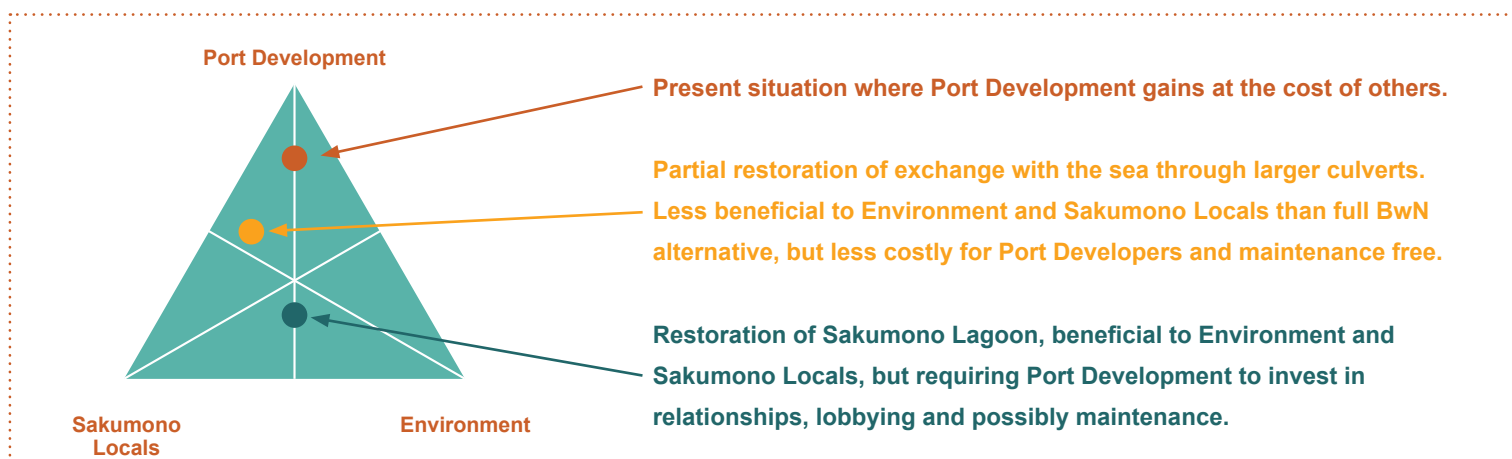 Port Development
Present situation where Port Development gains at the cost of others.
Partial restoration of exchange with the sea through larger culverts.
Less beneficial to Environment and Sakumono Locals than full BwN
alternative, but less costly for Port Developers and maintenance free.
Restoration of Sakumono Lagoon, beneficial to Environment and
Sakumono Locals, but requiring Port Development to invest in
relationships, lobbying and possibly maintenance.
Sakumono
Locals
Environment